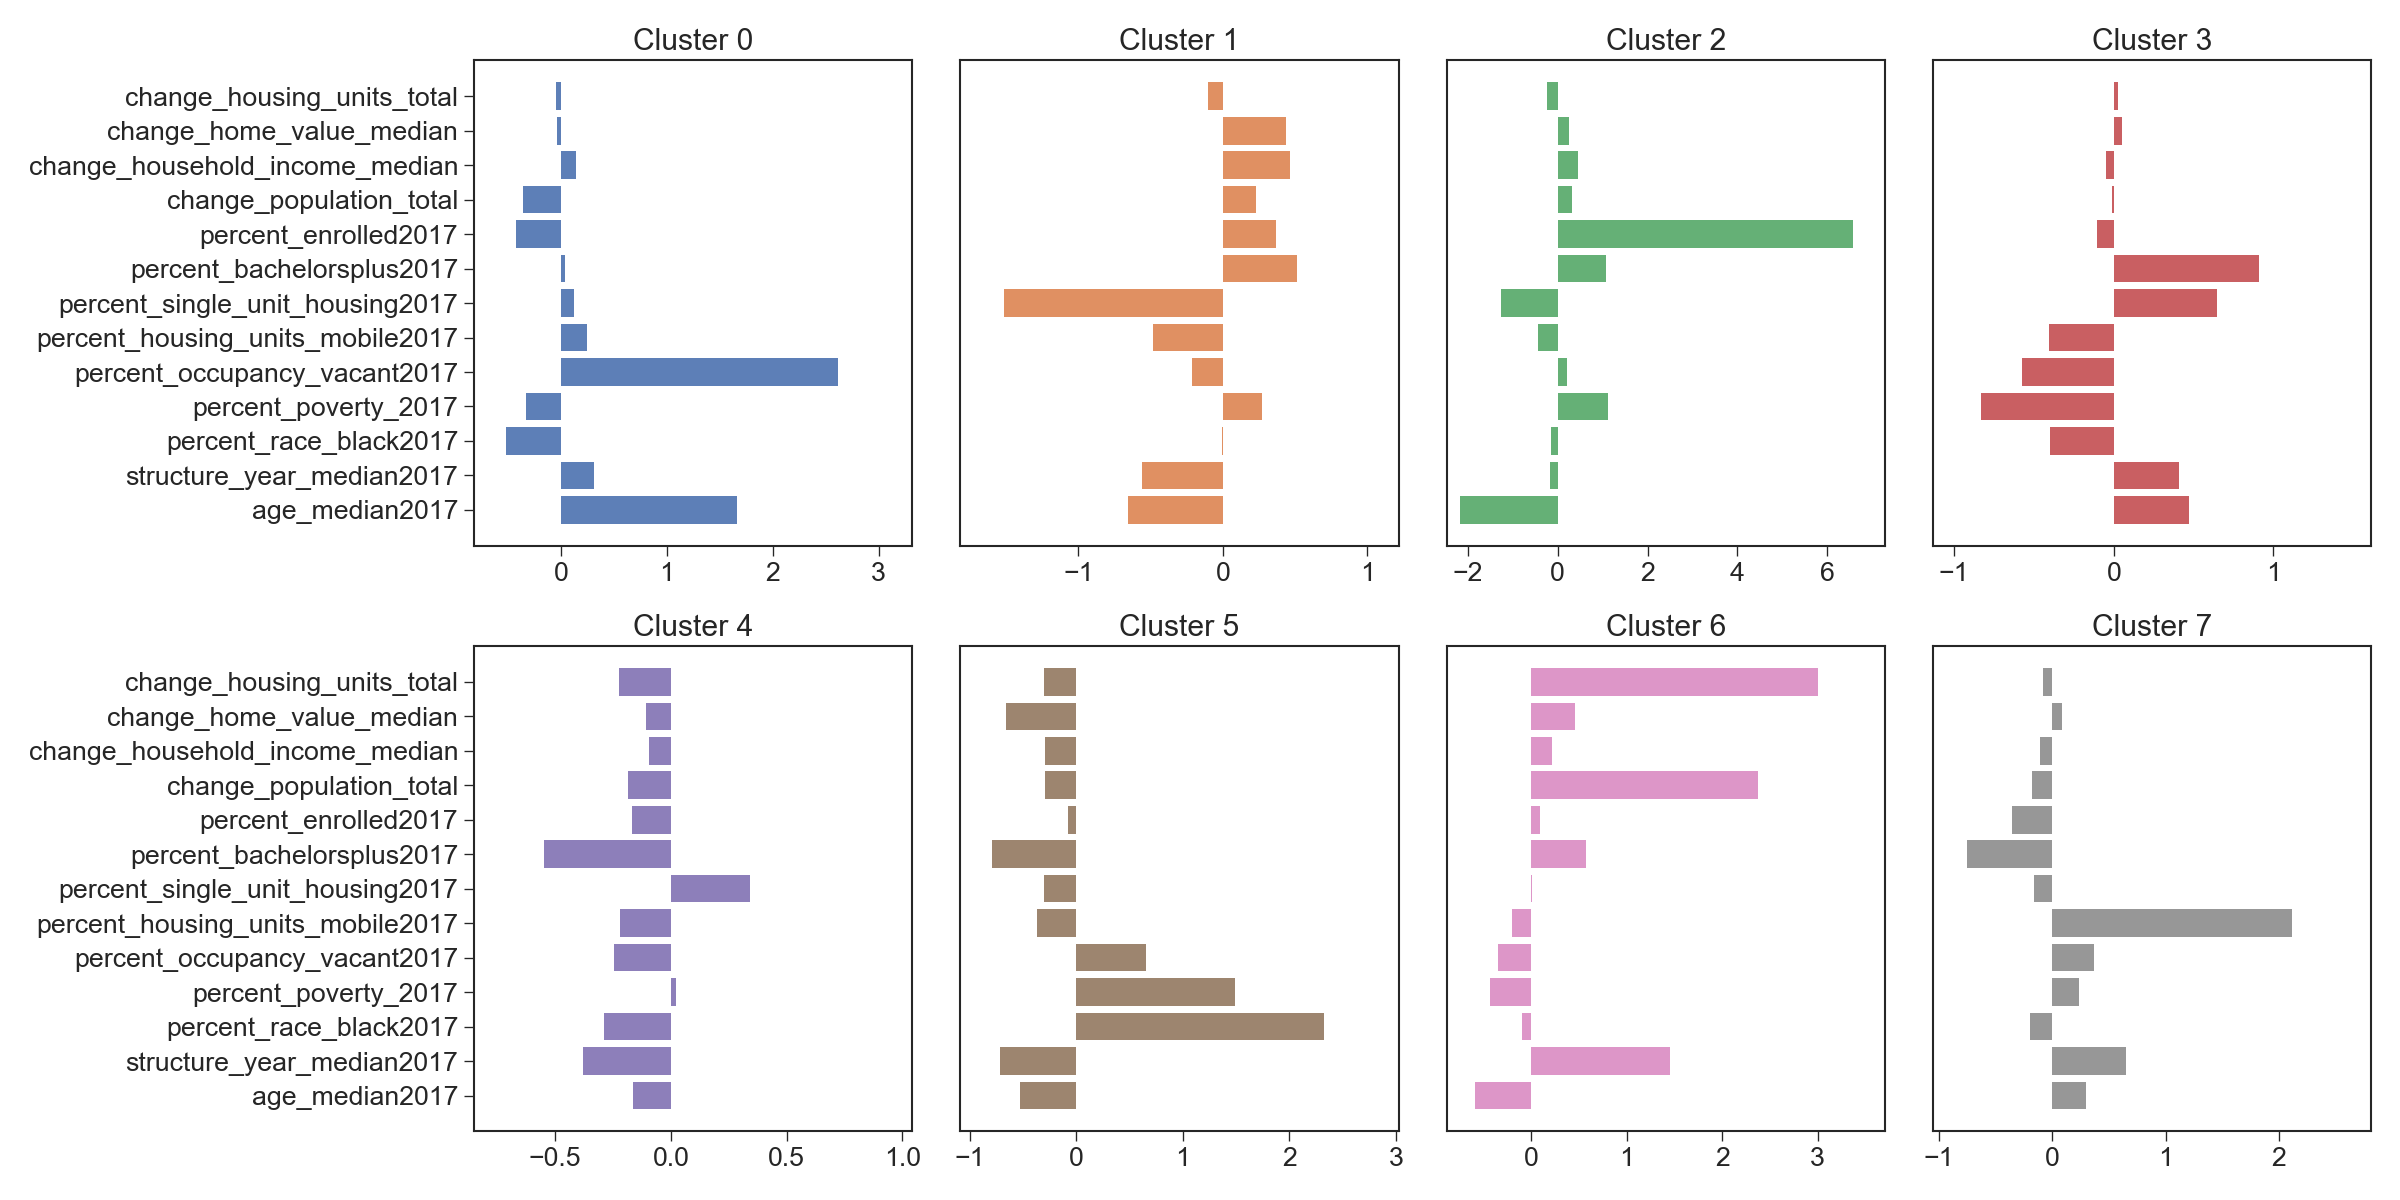 Cluster 0
Cluster 1
Cluster 2
Cluster 3
change_housing_units_total
change_home_value_median
change_household_income_median
change_population_total
percent_enrolled2017
percent_bachelorsplus2017
percent_single_unit_housing2017
percent_housing_units_mobile2017
percent_occupancy_vacant2017
percent_poverty_2017
percent_race_black2017
structure_year_median2017
age_median2017
0 1 2 3
−1 0 1
−2 0 2 4 6
−1 0 1
Cluster 4
Cluster 5
Cluster 6
Cluster 7
change_housing_units_total
change_home_value_median
change_household_income_median
change_population_total
percent_enrolled2017
percent_bachelorsplus2017
percent_single_unit_housing2017
percent_housing_units_mobile2017
percent_occupancy_vacant2017
percent_poverty_2017
percent_race_black2017
structure_year_median2017
age_median2017
−0.5 0.0 0.5 1.0
−1 0 1 2 3
0 1 2 3
−1 0 1 2